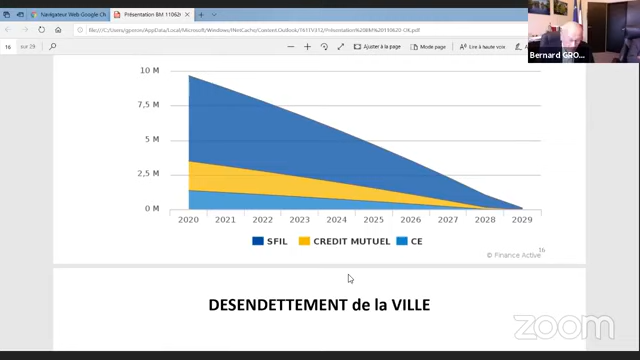 Navigateur Web Google Ch
Présentation BM 11062
16
sur 29
Ajuster à la page
Mode page
Lire à haute voix
Bernard GRO...
10 M
7,5 M
5 M
2,5 M
0 M
2020 2021 2022 2023 2024 2025 2026 2027 2028 2029
SFIL CREDIT MUTUEL CE
16
© Finance Active
DESENDETTEMENT de la VILLE
zoom